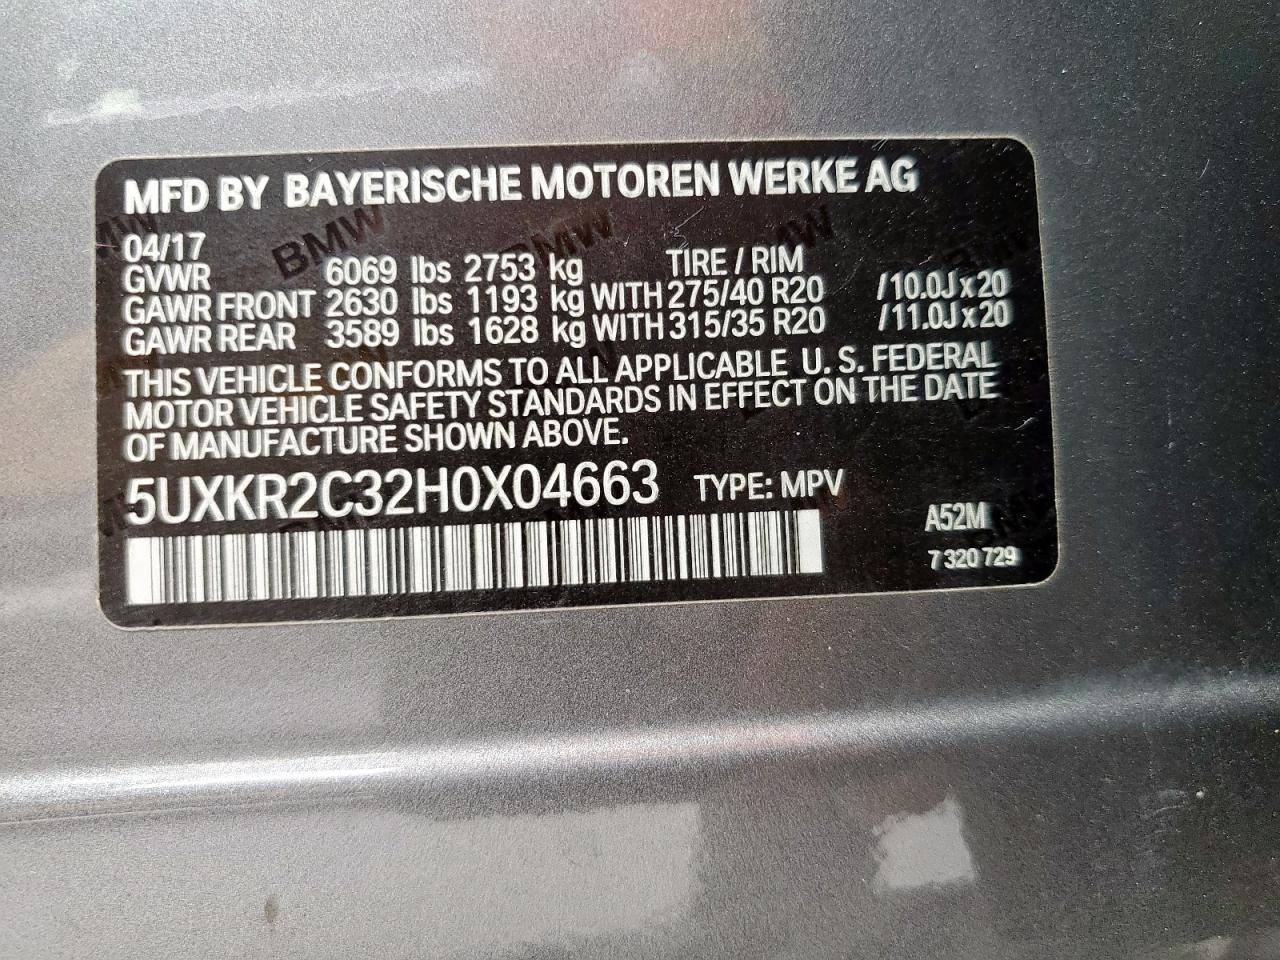 MFD BY BAYERISCHE MOTOREN WERKE AG
04/17
GVWR 6069 lbs 2753 kg TIRE / RIM
GAWR FRONT 2630 lbs 1193 kg WITH 275/40 R20 /10.0J x 20
GAWR REAR 3589 lbs 1628 kg WITH 315/35 R20 /11.0J x 20
THIS VEHICLE CONFORMS TO ALL APPLICABLE U. S. FEDERAL
MOTOR VEHICLE SAFETY STANDARDS IN EFFECT ON THE DATE
OF MANUFACTURE SHOWN ABOVE.
5UXKR2C32H0X04663 TYPE: MPV
A52M
7 320 729
BMW
BMW
BMW